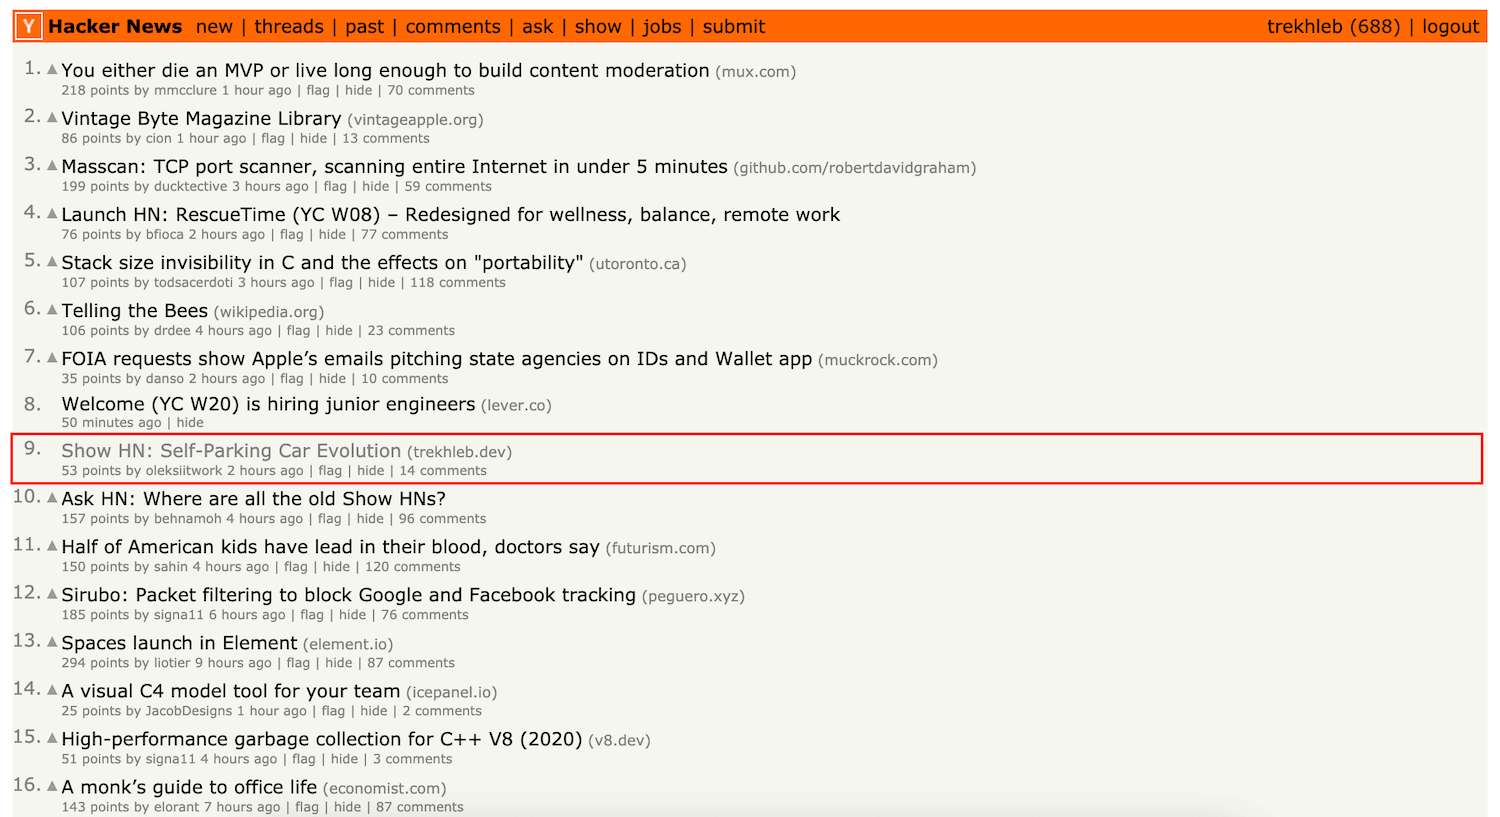 Y Hacker News new | threads | past | comments | ask | show | jobs | submit trekhleb (688) | logout
1. ▲ You either die an MVP or live long enough to build content moderation (mux.com)
218 points by mmcclure 1 hour ago | flag | hide | 70 comments
2. ▲ Vintage Byte Magazine Library (vintageapple.org)
86 points by cion 1 hour ago | flag | hide | 13 comments
3. ▲ Masscan: TCP port scanner, scanning entire Internet in under 5 minutes (github.com/robertdavidgraham)
199 points by ducktective 3 hours ago | flag | hide | 59 comments
4. ▲ Launch HN: RescueTime (YC W08) – Redesigned for wellness, balance, remote work
76 points by bfioca 2 hours ago | flag | hide | 77 comments
5. ▲ Stack size invisibility in C and the effects on "portability" (utoronto.ca)
107 points by todsacerdoti 3 hours ago | flag | hide | 118 comments
6. ▲ Telling the Bees (wikipedia.org)
106 points by drdee 4 hours ago | flag | hide | 23 comments
7. ▲ FOIA requests show Apple’s emails pitching state agencies on IDs and Wallet app (muckrock.com)
35 points by danso 2 hours ago | flag | hide | 10 comments
8. Welcome (YC W20) is hiring junior engineers (lever.co)
50 minutes ago | hide
9. Show HN: Self-Parking Car Evolution (trekhleb.dev)
53 points by oleksiitwork 2 hours ago | flag | hide | 14 comments
10. ▲ Ask HN: Where are all the old Show HNs?
157 points by behnamoh 4 hours ago | flag | hide | 96 comments
11. ▲ Half of American kids have lead in their blood, doctors say (futurism.com)
150 points by sahin 4 hours ago | flag | hide | 120 comments
12. ▲ Sirubo: Packet filtering to block Google and Facebook tracking (peguero.xyz)
185 points by signa11 6 hours ago | flag | hide | 76 comments
13. ▲ Spaces launch in Element (element.io)
294 points by liotier 9 hours ago | flag | hide | 87 comments
14. ▲ A visual C4 model tool for your team (icepanel.io)
25 points by JacobDesigns 1 hour ago | flag | hide | 2 comments
15. ▲ High-performance garbage collection for C++ V8 (2020) (v8.dev)
51 points by signa11 4 hours ago | flag | hide | 3 comments
16. ▲ A monk’s guide to office life (economist.com)
143 points by elorant 7 hours ago | flag | hide | 87 comments